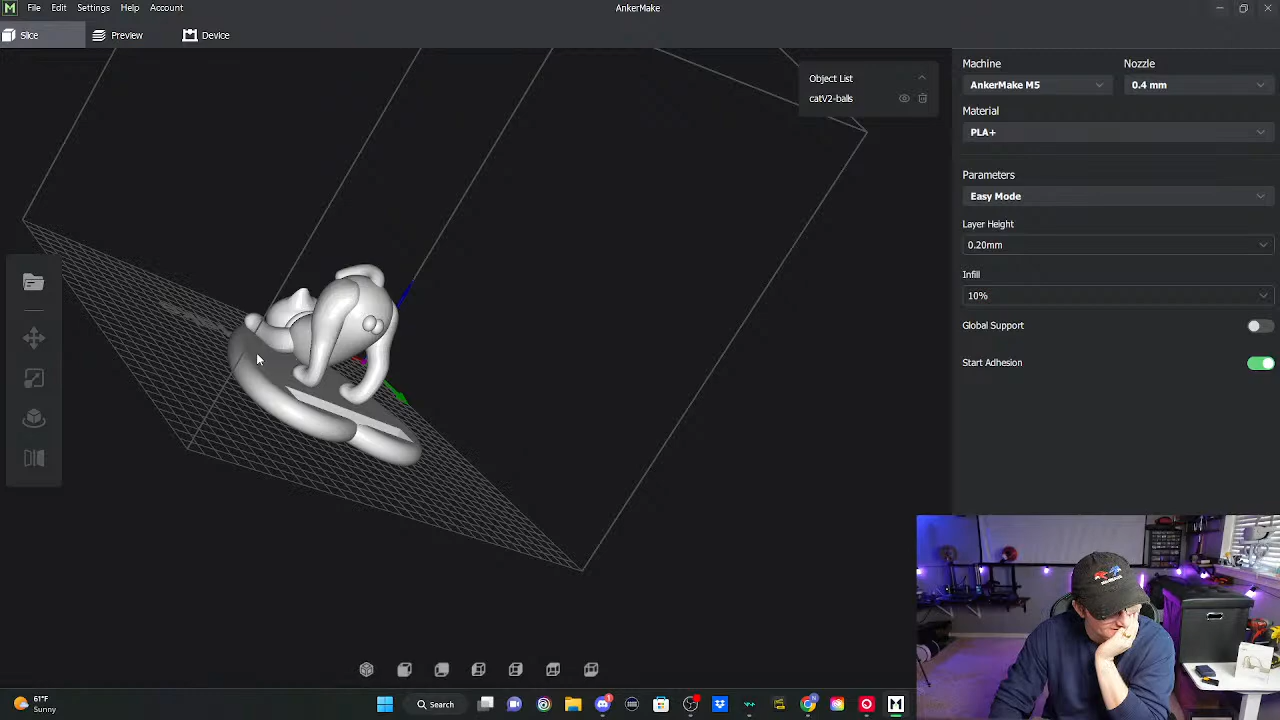 File Edit Settings Help Account
AnkerMake
Slice
Preview
Device
Object List
catV2-balls
Machine
Nozzle
AnkerMake M5
0.4 mm
Material
PLA+
Parameters
Easy Mode
Layer Height
0.20mm
Infill
10%
Global Support
Start Adhesion
61°F
Sunny
Search